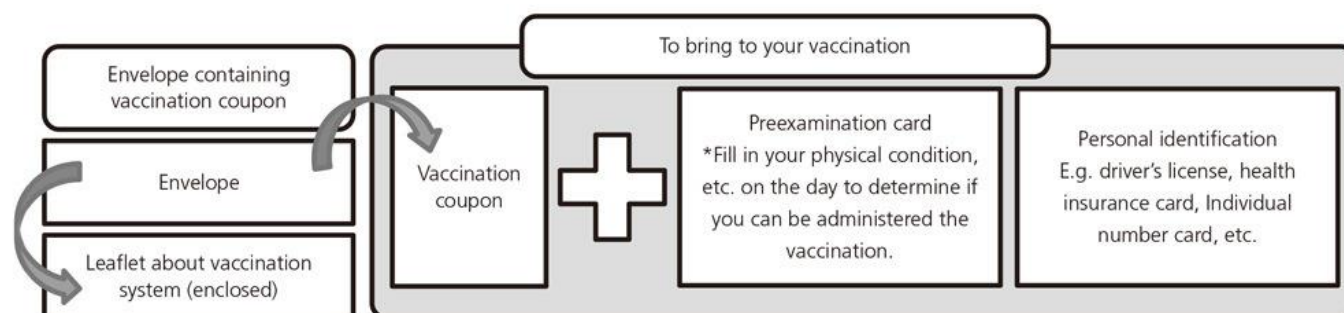 Envelope containing
vaccination coupon
Envelope
Leaflet about vaccination
system (enclosed)
To bring to your vaccination
Vaccination
coupon
Preexamination card
*Fill in your physical condition,
etc. on the day to determine if
you can be administered the
vaccination.
Personal identification
E.g. driver's license, health
insurance card, Individual
number card, etc.